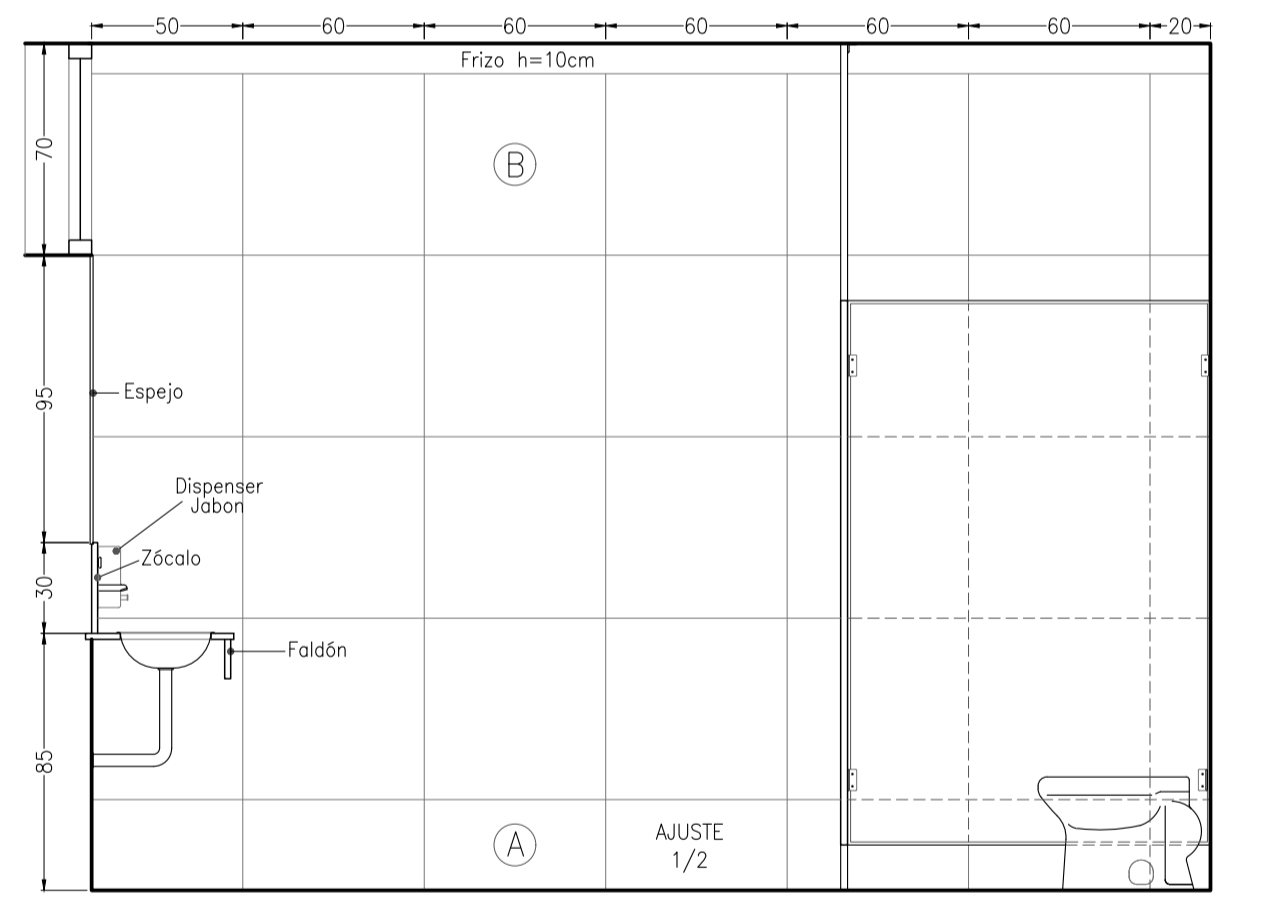 50
60
60
60
60
60
20
Frizo h=10cm
70
B
95
Espejo
Dispenser
Jabon
Zócalo
30
Faldón
85
A
AJUSTE
1/2